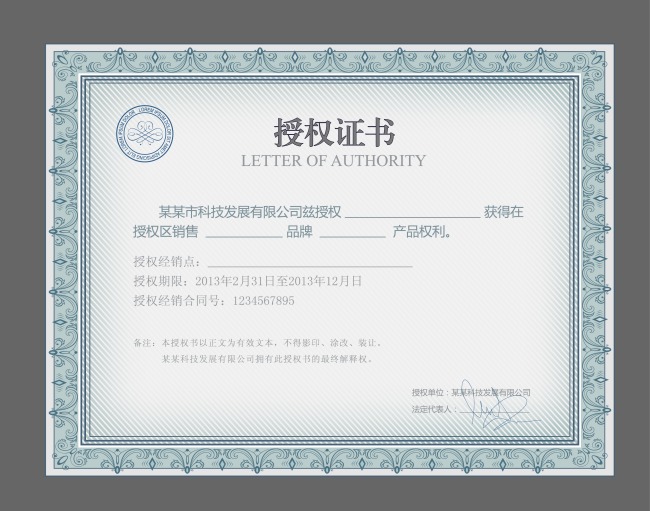 授权证书
LETTER OF AUTHORITY
某某市科技发展有限公司兹授权 ____________ 获得在
授权区销售 ________ 品牌 ________ 产品权利。
授权经销点：____________________
授权期限：2013年2月31日至2013年12月日
授权经销合同号：1234567895
备注：本授权书以正文为有效文本，不得影印、涂改、装让。
某某科技发展有限公司拥有此授权书的最终解释权。
授权单位：某某科技发展有限公司
法定代表人：